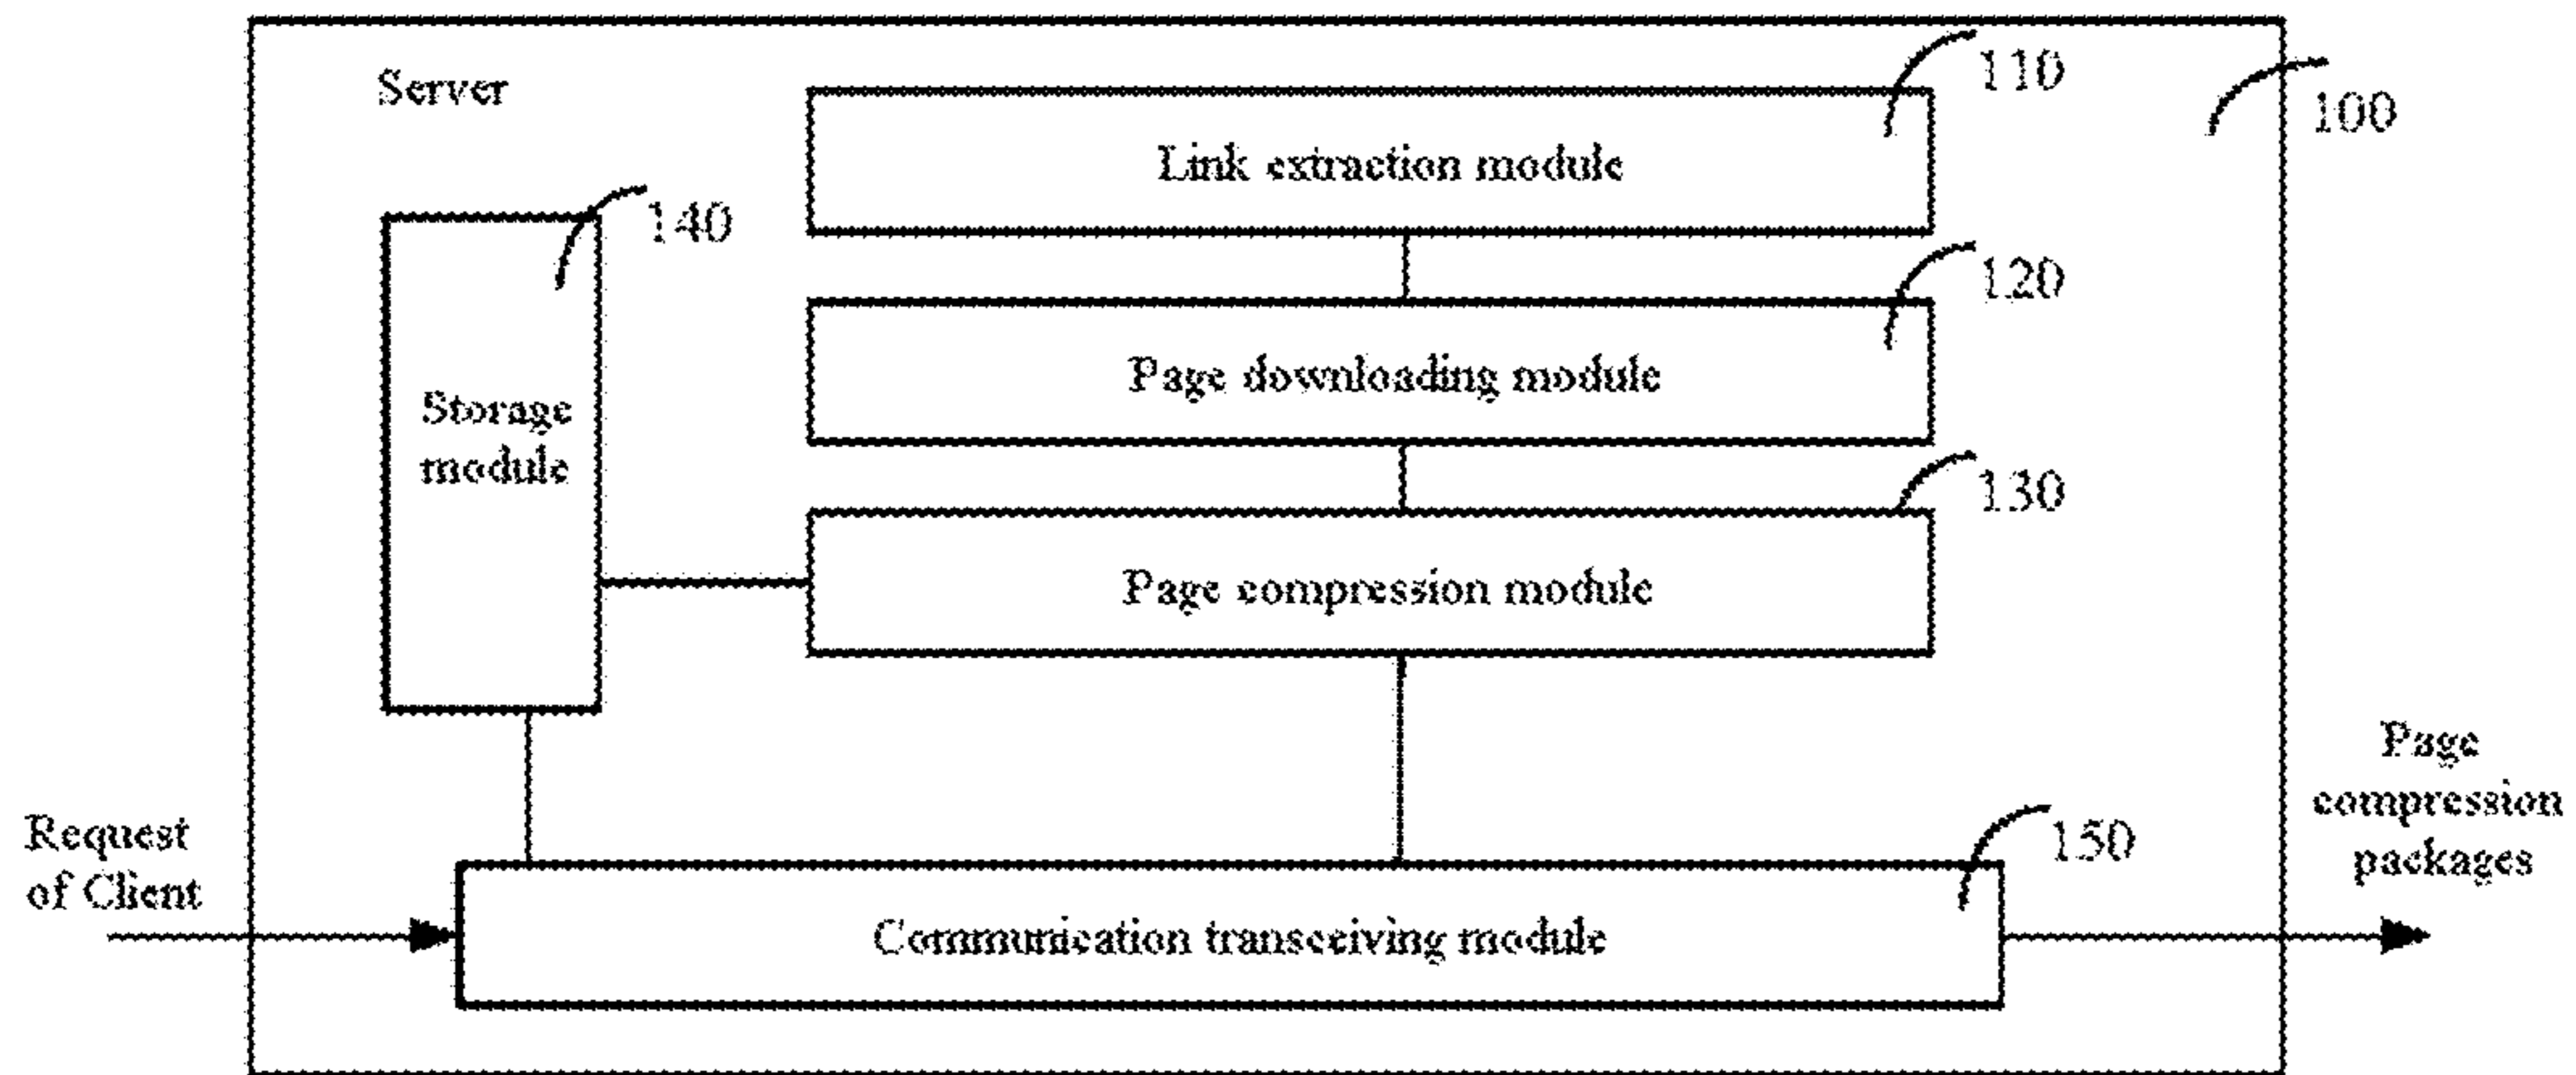 Server
110
100
Link extraction module
140
120
Page downloading module
Storage
module
130
Page compression module
Page
compression
packages
Request
of Client
150
Communication transceiving module